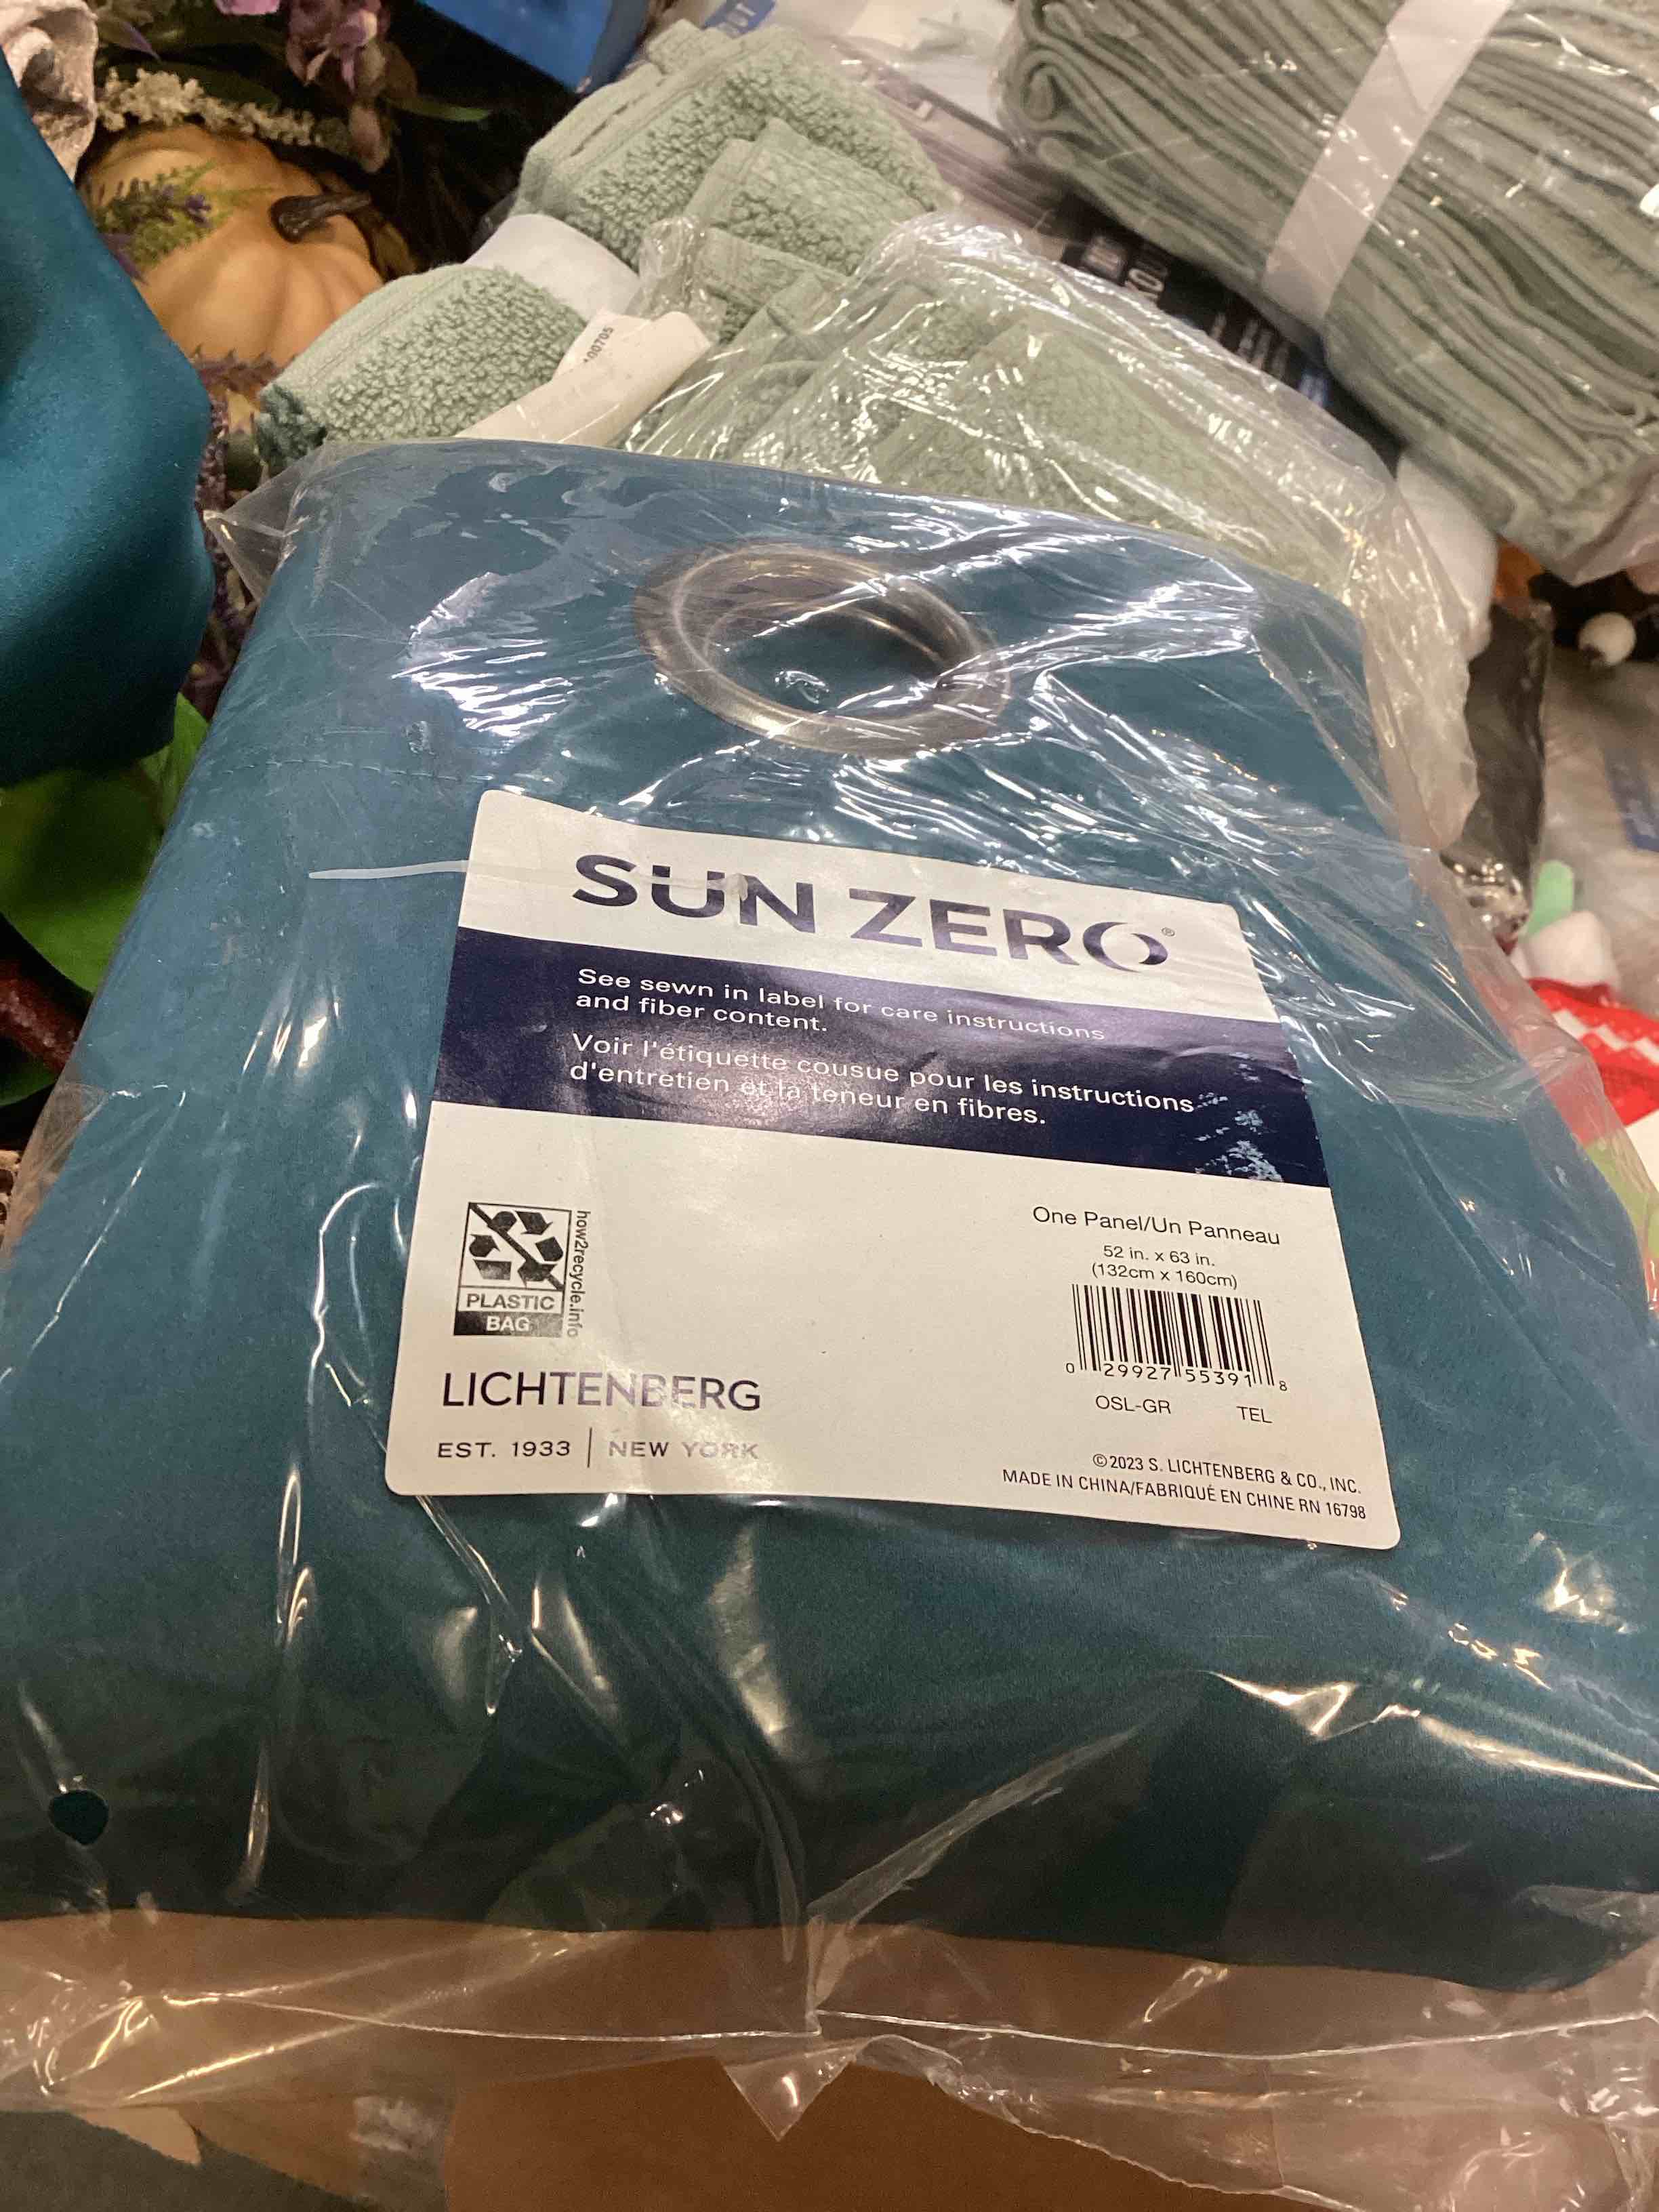 SUN ZERO®
See sewn in label for care instructions
and fiber content.
Voir l'étiquette cousue pour les instructions
d'entretien et la teneur en fibres.
how2recycle.info
PLASTIC
BAG
LICHTENBERG
EST. 1933 | NEW YORK
One Panel/Un Panneau
52 in. x 63 in.
(132cm x 160cm)
0 29927 55391 8
OSL-GR TEL
©2023 S. LICHTENBERG & CO., INC.
MADE IN CHINA/FABRIQUÉ EN CHINE RN 16798